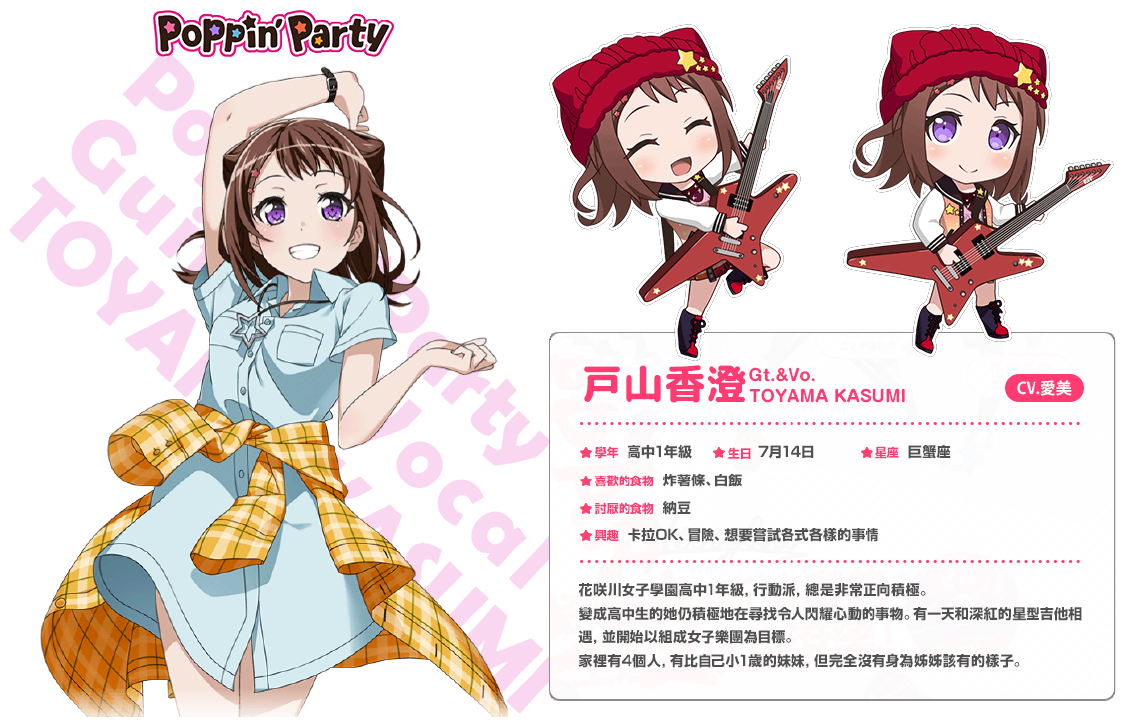 Poppin'Party
Poppin'Party
Guitar Vocal
TOYAMA KASUMI
戸山香澄
Gt.&Vo.
TOYAMA KASUMI
CV.愛美
★學年 高中1年級 ★生日 7月14日 ★星座 巨蟹座
★喜歡的食物 炸薯條、白飯
★討厭的食物 納豆
★興趣 卡拉OK、冒險、想要嘗試各式各樣的事情
花咲川女子學園高中1年級, 行動派, 總是非常正向積極。
變成高中生的她仍積極地在尋找令人閃耀心動的事物。有一天和深紅的星型吉他相
遇, 並開始以組成女子樂團為目標。
家裡有4個人, 有比自己小1歲的妹妹, 但完全沒有身為姊姊該有的樣子。